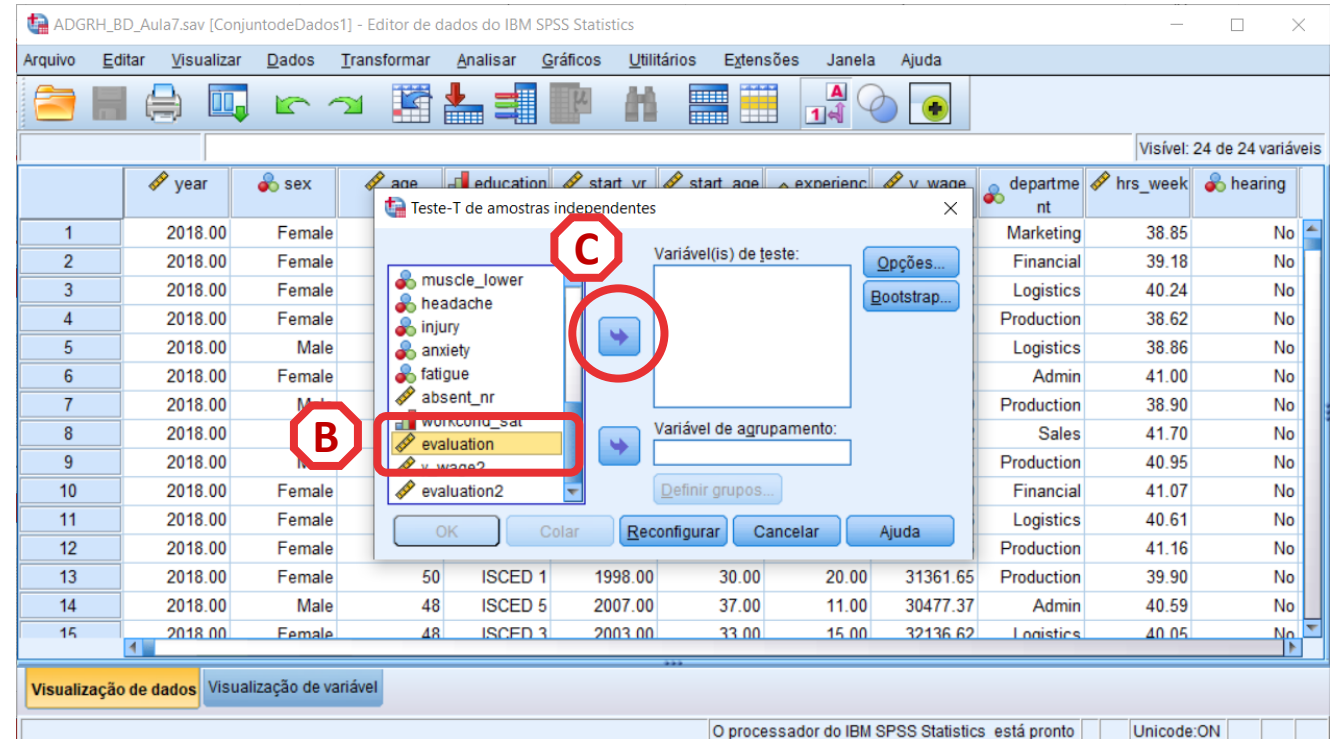 ADGRH_BD_Aula7.sav [ConjuntodeDados1] - Editor de dados do IBM SPSS Statistics
Arquivo Editar Visualizar Dados Transformar Analisar Gráficos Utilitários Extensões Janela Ajuda
Visível: 24 de 24 variáveis
year sex age education start_yr start_age experienc y_wage departme nt hrs_week hearing
Teste-T de amostras independentes
C
Variável(is) de teste:
Opções...
Bootstrap...
muscle_lower
headache
injury
anxiety
fatigue
absent_nr
workcond_sat
B
evaluation
y_wage2
evaluation2
Variável de agrupamento:
Definir grupos...
OK Colar Reconfigurar Cancelar Ajuda
1 2018.00 Female Marketing 38.85 No
2 2018.00 Female Financial 39.18 No
3 2018.00 Female Logistics 40.24 No
4 2018.00 Female Production 38.62 No
5 2018.00 Male Logistics 38.86 No
6 2018.00 Female Admin 41.00 No
7 2018.00 Production 38.90 No
8 2018.00 Sales 41.70 No
9 2018.00 Production 40.95 No
10 2018.00 Female Financial 41.07 No
11 2018.00 Female Logistics 40.61 No
12 2018.00 Female Production 41.16 No
13 2018.00 Female 50 ISCED 1 1998.00 30.00 20.00 31361.65 Production 39.90 No
14 2018.00 Male 48 ISCED 5 2007.00 37.00 11.00 30477.37 Admin 40.59 No
15 2018.00 Female 48 ISCED 3 2003.00 33.00 15.00 32136.62 Logistics 40.05 No
Visualização de dados Visualização de variável
O processador do IBM SPSS Statistics está pronto Unicode:ON